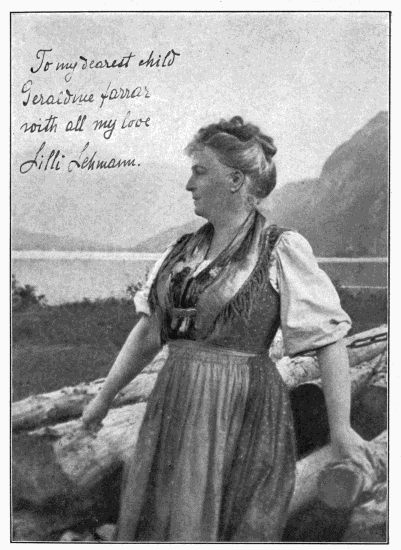 To my dearest child
Geraldine farrar
with all my love
Lilli Lehmann.